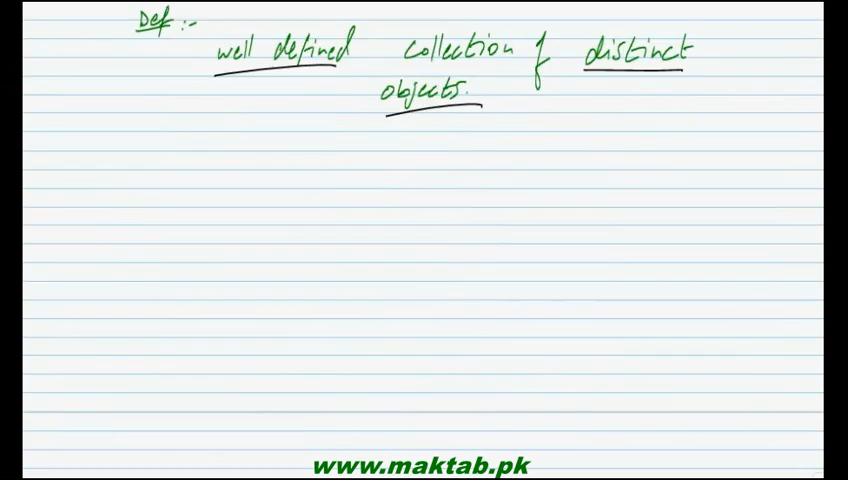 Def :-
well defined collection of distinct
objects.
www.maktab.pk